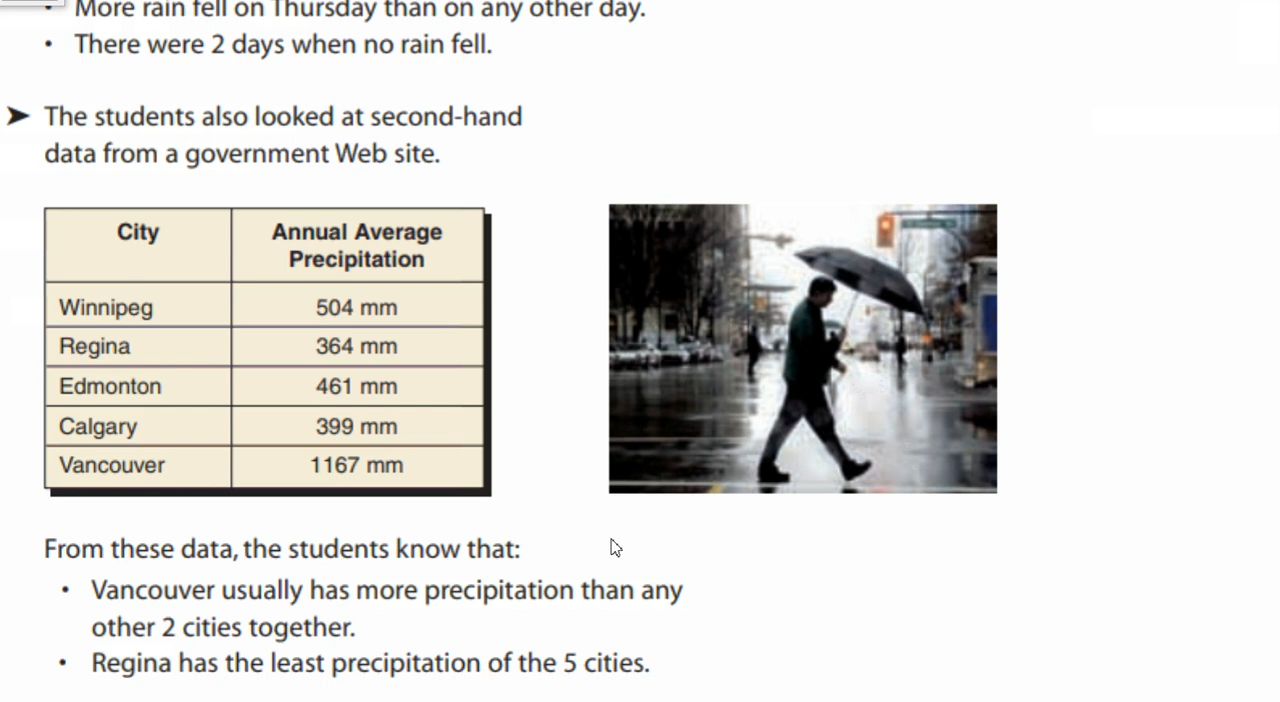 • More rain fell on Thursday than on any other day.
• There were 2 days when no rain fell.
➤ The students also looked at second-hand
data from a government Web site.
City Annual Average
Precipitation
Winnipeg 504 mm
Regina 364 mm
Edmonton 461 mm
Calgary 399 mm
Vancouver 1167 mm
From these data, the students know that:
• Vancouver usually has more precipitation than any
other 2 cities together.
• Regina has the least precipitation of the 5 cities.